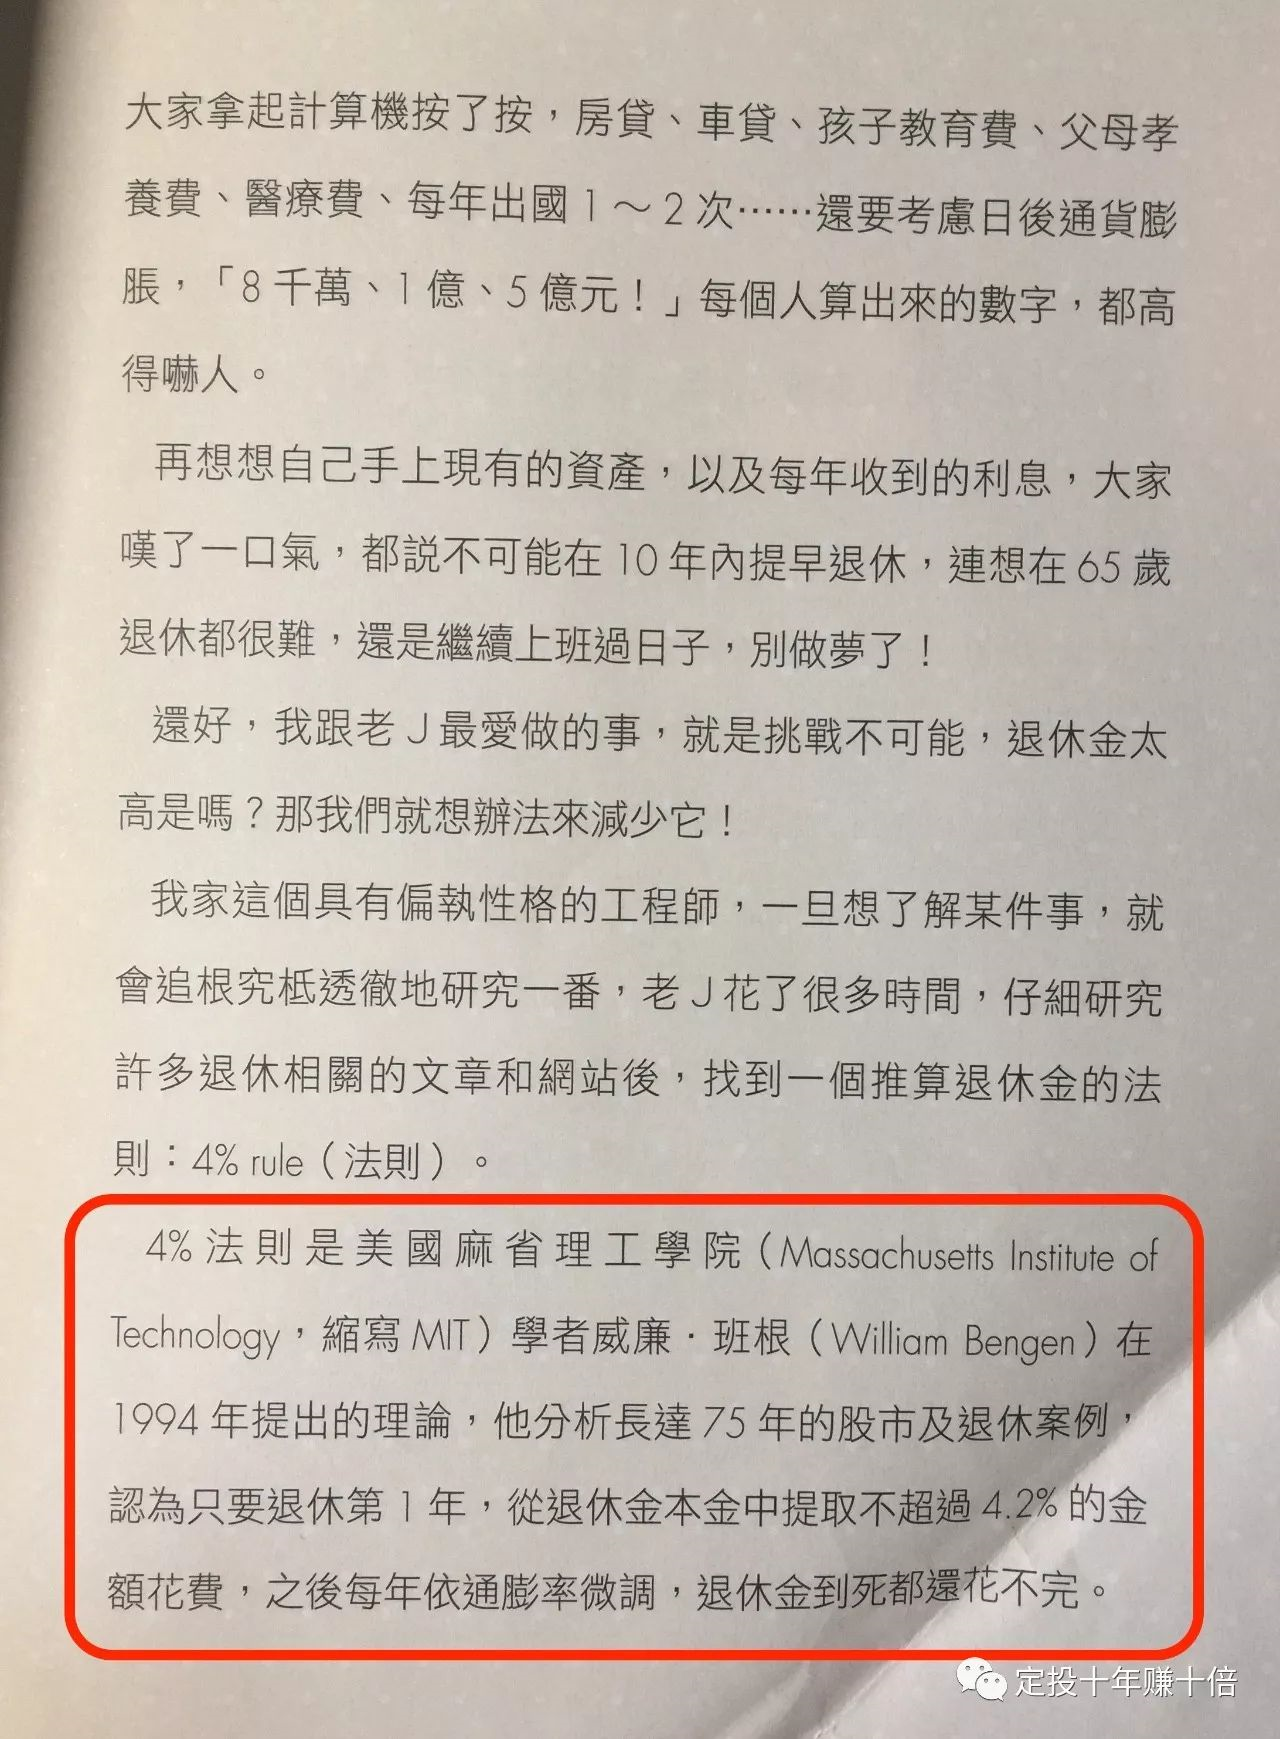 大家拿起計算機按了按，房貸、車貸、孩子教育費、父母孝
養費、醫療費、每年出國1～2次……還要考慮日後通貨膨
脹，「8千萬、1億、5億元！」每個人算出來的數字，都高
得嚇人。
再想想自己手上現有的資產，以及每年收到的利息，大家
嘆了一口氣，都説不可能在10年內提早退休，連想在65歲
退休都很難，還是繼續上班過日子，別做夢了！
還好，我跟老J最愛做的事，就是挑戰不可能，退休金太
高是嗎？那我們就想辦法來減少它！
我家這個具有偏執性格的工程師，一旦想了解某件事，就
會追根究柢透徹地研究一番，老J花了很多時間，仔細研究
許多退休相關的文章和網站後，找到一個推算退休金的法
則：4% rule（法則）。
4%法則是美國麻省理工學院（Massachusetts Institute of
Technology，縮寫MIT）學者威廉·班根（William Bengen）在
1994年提出的理論，他分析長達75年的股市及退休案例，
認為只要退休第1年，從退休金本金中提取不超過4.2%的金
額花費，之後每年依通膨率微調，退休金到死都還花不完。
定投十年赚十倍